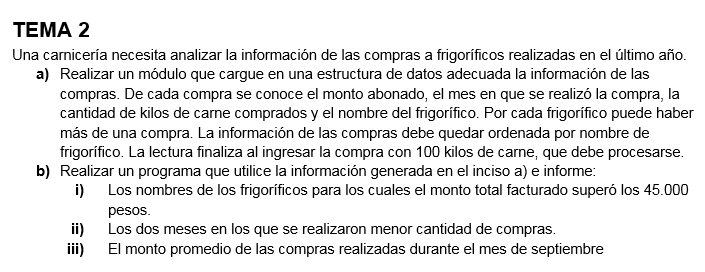 TEMA 2
Una carnicería necesita analizar la información de las compras a frigoríficos realizadas en el último año.
a) Realizar un módulo que cargue en una estructura de datos adecuada la información de las
compras. De cada compra se conoce el monto abonado, el mes en que se realizó la compra, la
cantidad de kilos de carne comprados y el nombre del frigorífico. Por cada frigorífico puede haber
más de una compra. La información de las compras debe quedar ordenada por nombre de
frigorífico. La lectura finaliza al ingresar la compra con 100 kilos de carne, que debe procesarse.
b) Realizar un programa que utilice la información generada en el inciso a) e informe:
i) Los nombres de los frigoríficos para los cuales el monto total facturado superó los 45.000
pesos.
ii) Los dos meses en los que se realizaron menor cantidad de compras.
iii) El monto promedio de las compras realizadas durante el mes de septiembre